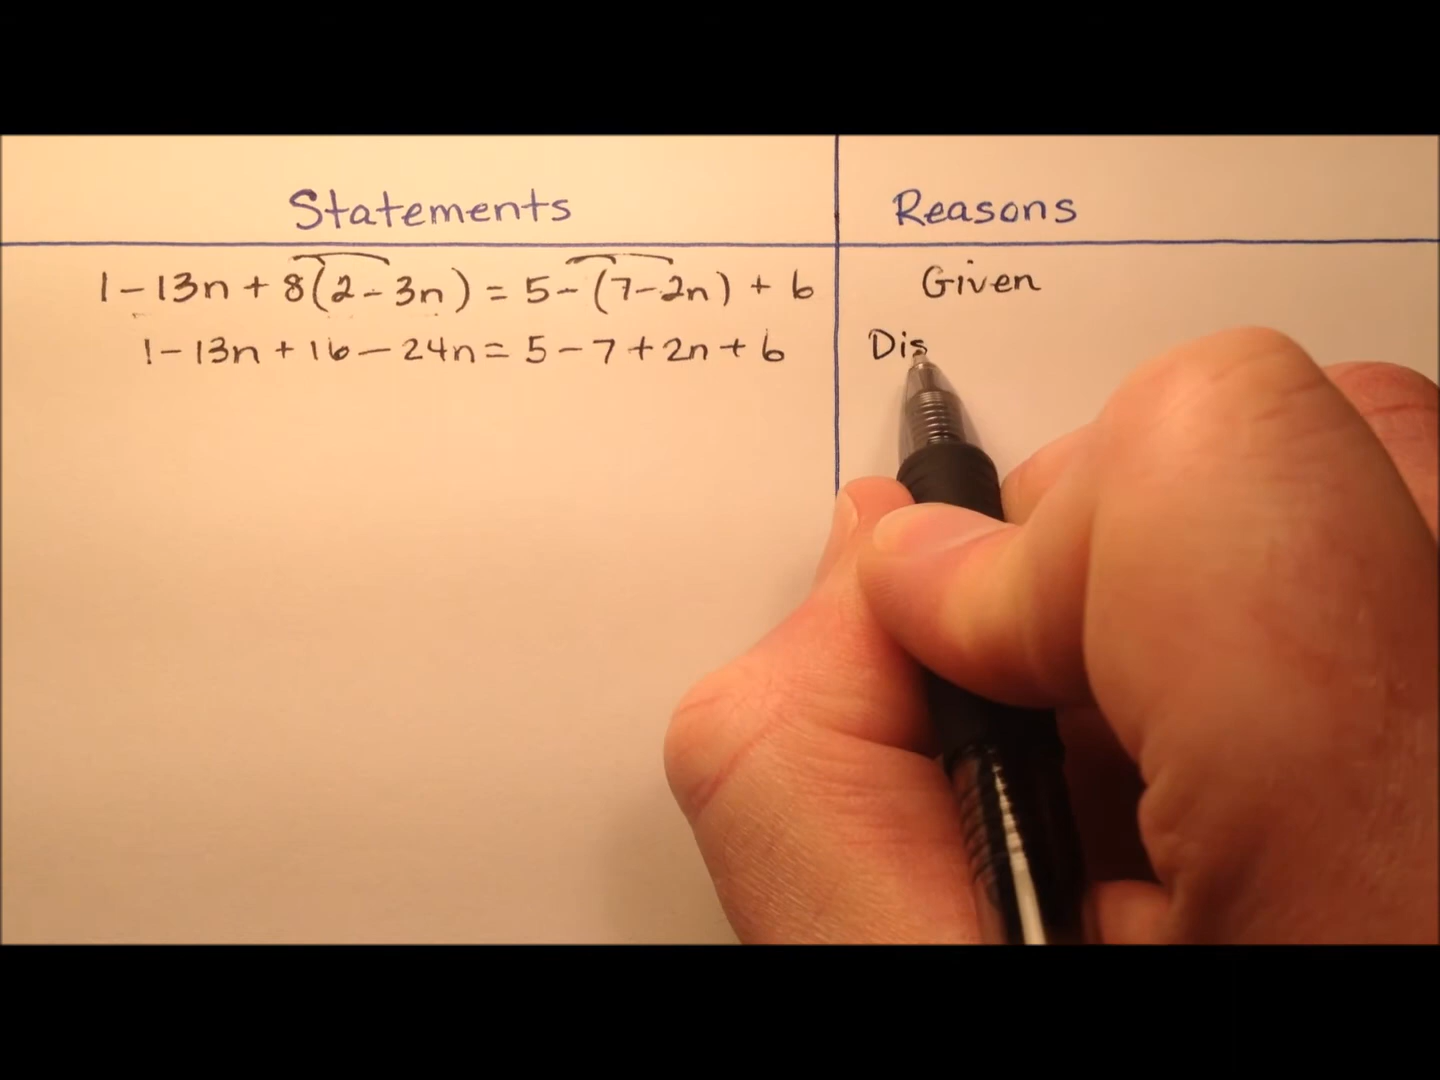 Statements Reasons
1 - 13n + 8(2 - 3n) = 5 - (7 - 2n) + 6 Given
1 - 13n + 16 - 24n = 5 - 7 + 2n + 6 Dis